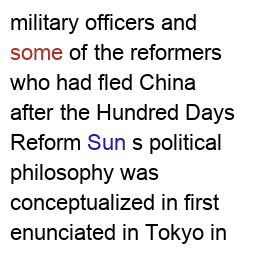 military officers and
some of the reformers
who had fled China
after the Hundred Days
Reform Sun s political
philosophy was
conceptualized in first
enunciated in Tokyo in